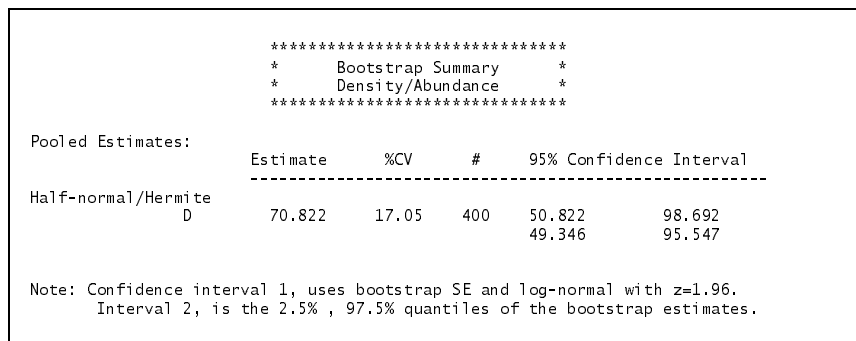 *******************************
* Bootstrap Summary *
* Density/Abundance *
*******************************
Pooled Estimates:
Estimate %CV # 95% Confidence Interval
------------------------------------------------------
Half-normal/Hermite
D 70.822 17.05 400 50.822 98.692
49.346 95.547
Note: Confidence interval 1, uses bootstrap SE and log-normal with z=1.96.
Interval 2, is the 2.5% , 97.5% quantiles of the bootstrap estimates.